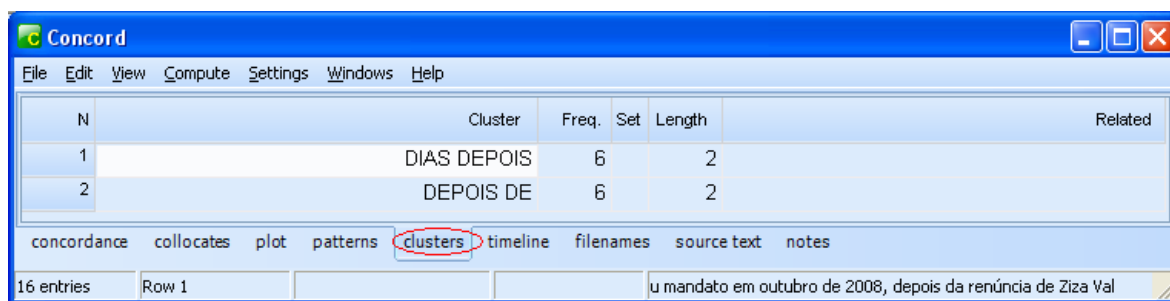 Concord
File Edit View Compute Settings Windows Help
N Cluster Freq. Set Length Related
1 DIAS DEPOIS 6 2
2 DEPOIS DE 6 2
concordance collocates plot patterns clusters timeline filenames source text notes
16 entries Row 1 u mandato em outubro de 2008, depois da renúncia de Ziza Val